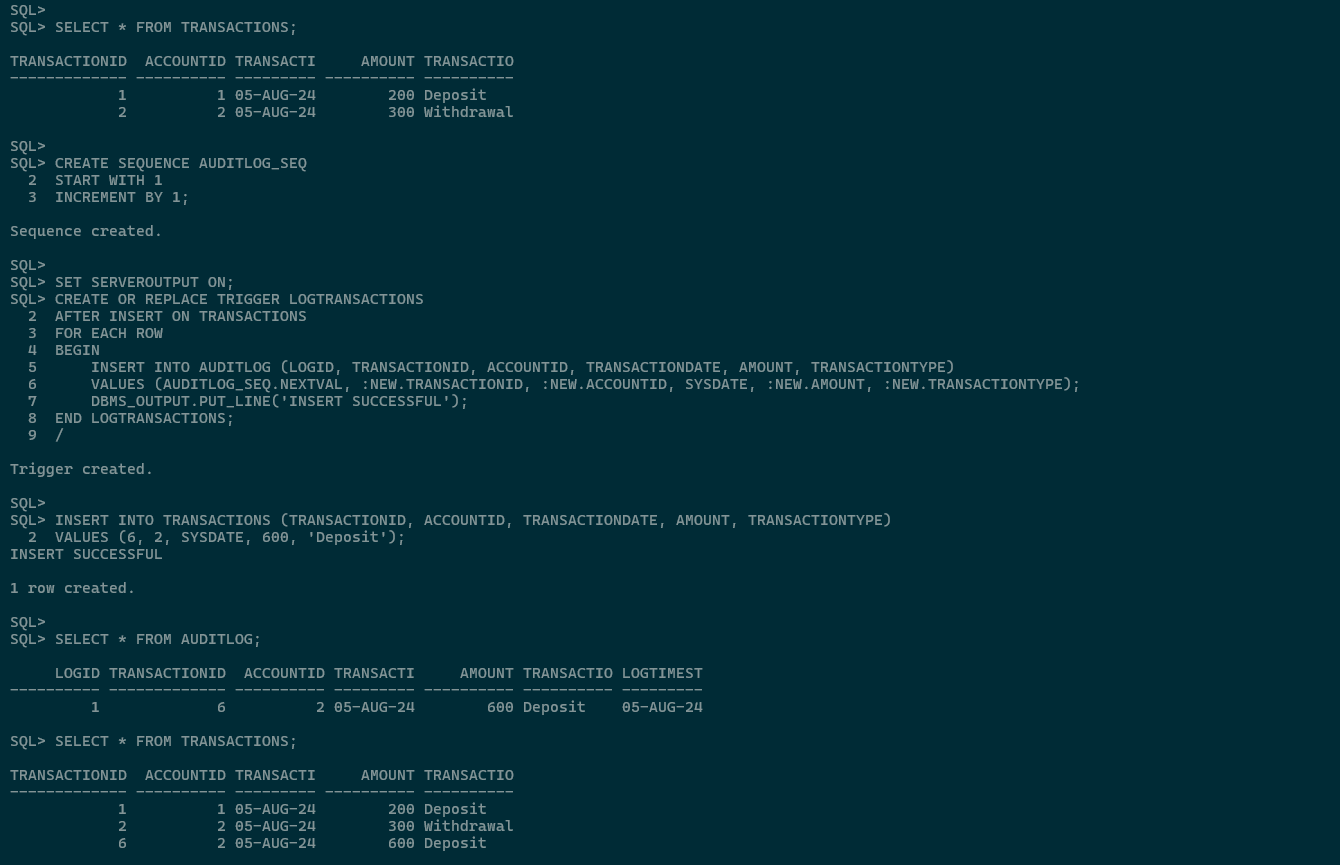 SQL>
SQL> SELECT * FROM TRANSACTIONS;
TRANSACTIONID  ACCOUNTID TRANSACTI     AMOUNT TRANSACTIO
------------- ---------- --------- ---------- ----------
            1          1 05-AUG-24        200 Deposit
            2          2 05-AUG-24        300 Withdrawal
SQL>
SQL> CREATE SEQUENCE AUDITLOG_SEQ
  2  START WITH 1
  3  INCREMENT BY 1;
Sequence created.
SQL>
SQL> SET SERVEROUTPUT ON;
SQL> CREATE OR REPLACE TRIGGER LOGTRANSACTIONS
  2  AFTER INSERT ON TRANSACTIONS
  3  FOR EACH ROW
  4  BEGIN
  5      INSERT INTO AUDITLOG (LOGID, TRANSACTIONID, ACCOUNTID, TRANSACTIONDATE, AMOUNT, TRANSACTIONTYPE)
  6      VALUES (AUDITLOG_SEQ.NEXTVAL, :NEW.TRANSACTIONID, :NEW.ACCOUNTID, SYSDATE, :NEW.AMOUNT, :NEW.TRANSACTIONTYPE);
  7      DBMS_OUTPUT.PUT_LINE('INSERT SUCCESSFUL');
  8  END LOGTRANSACTIONS;
  9  /
Trigger created.
SQL>
SQL> INSERT INTO TRANSACTIONS (TRANSACTIONID, ACCOUNTID, TRANSACTIONDATE, AMOUNT, TRANSACTIONTYPE)
  2  VALUES (6, 2, SYSDATE, 600, 'Deposit');
INSERT SUCCESSFUL
1 row created.
SQL>
SQL> SELECT * FROM AUDITLOG;
     LOGID TRANSACTIONID  ACCOUNTID TRANSACTI     AMOUNT TRANSACTIO LOGTIMEST
---------- ------------- ---------- --------- ---------- ---------- ---------
         1             6          2 05-AUG-24        600 Deposit    05-AUG-24
SQL> SELECT * FROM TRANSACTIONS;
TRANSACTIONID  ACCOUNTID TRANSACTI     AMOUNT TRANSACTIO
------------- ---------- --------- ---------- ----------
            1          1 05-AUG-24        200 Deposit
            2          2 05-AUG-24        300 Withdrawal
            6          2 05-AUG-24        600 Deposit